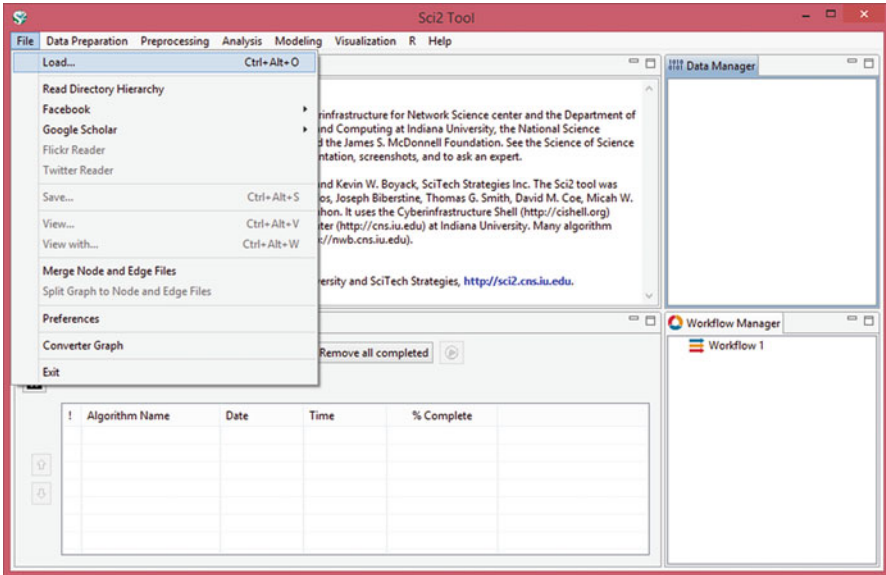 Sci2 Tool
File Data Preparation Preprocessing Analysis Modeling Visualization R Help
Load... Ctrl+Alt+O
Read Directory Hierarchy
Facebook
Google Scholar
Flickr Reader
Twitter Reader
Save... Ctrl+Alt+S
View... Ctrl+Alt+V
View with... Ctrl+Alt+W
Merge Node and Edge Files
Split Graph to Node and Edge Files
Preferences
Converter Graph
Exit
rinfrastructure for Network Science center and the Department of
nd Computing at Indiana University, the National Science
d the James S. McDonnell Foundation. See the Science of Science
ntation, screenshots, and to ask an expert.
and Kevin W. Boyack, SciTech Strategies Inc. The Sci2 tool was
os, Joseph Biberstine, Thomas G. Smith, David M. Coe, Micah W.
hon. It uses the Cyberinfrastructure Shell (http://cishell.org)
ter (http://cns.iu.edu) at Indiana University. Many algorithm
://nwb.cns.iu.edu).
ersity and SciTech Strategies, http://sci2.cns.iu.edu.
Data Manager
Remove all completed
! Algorithm Name Date Time % Complete
Workflow Manager
Workflow 1